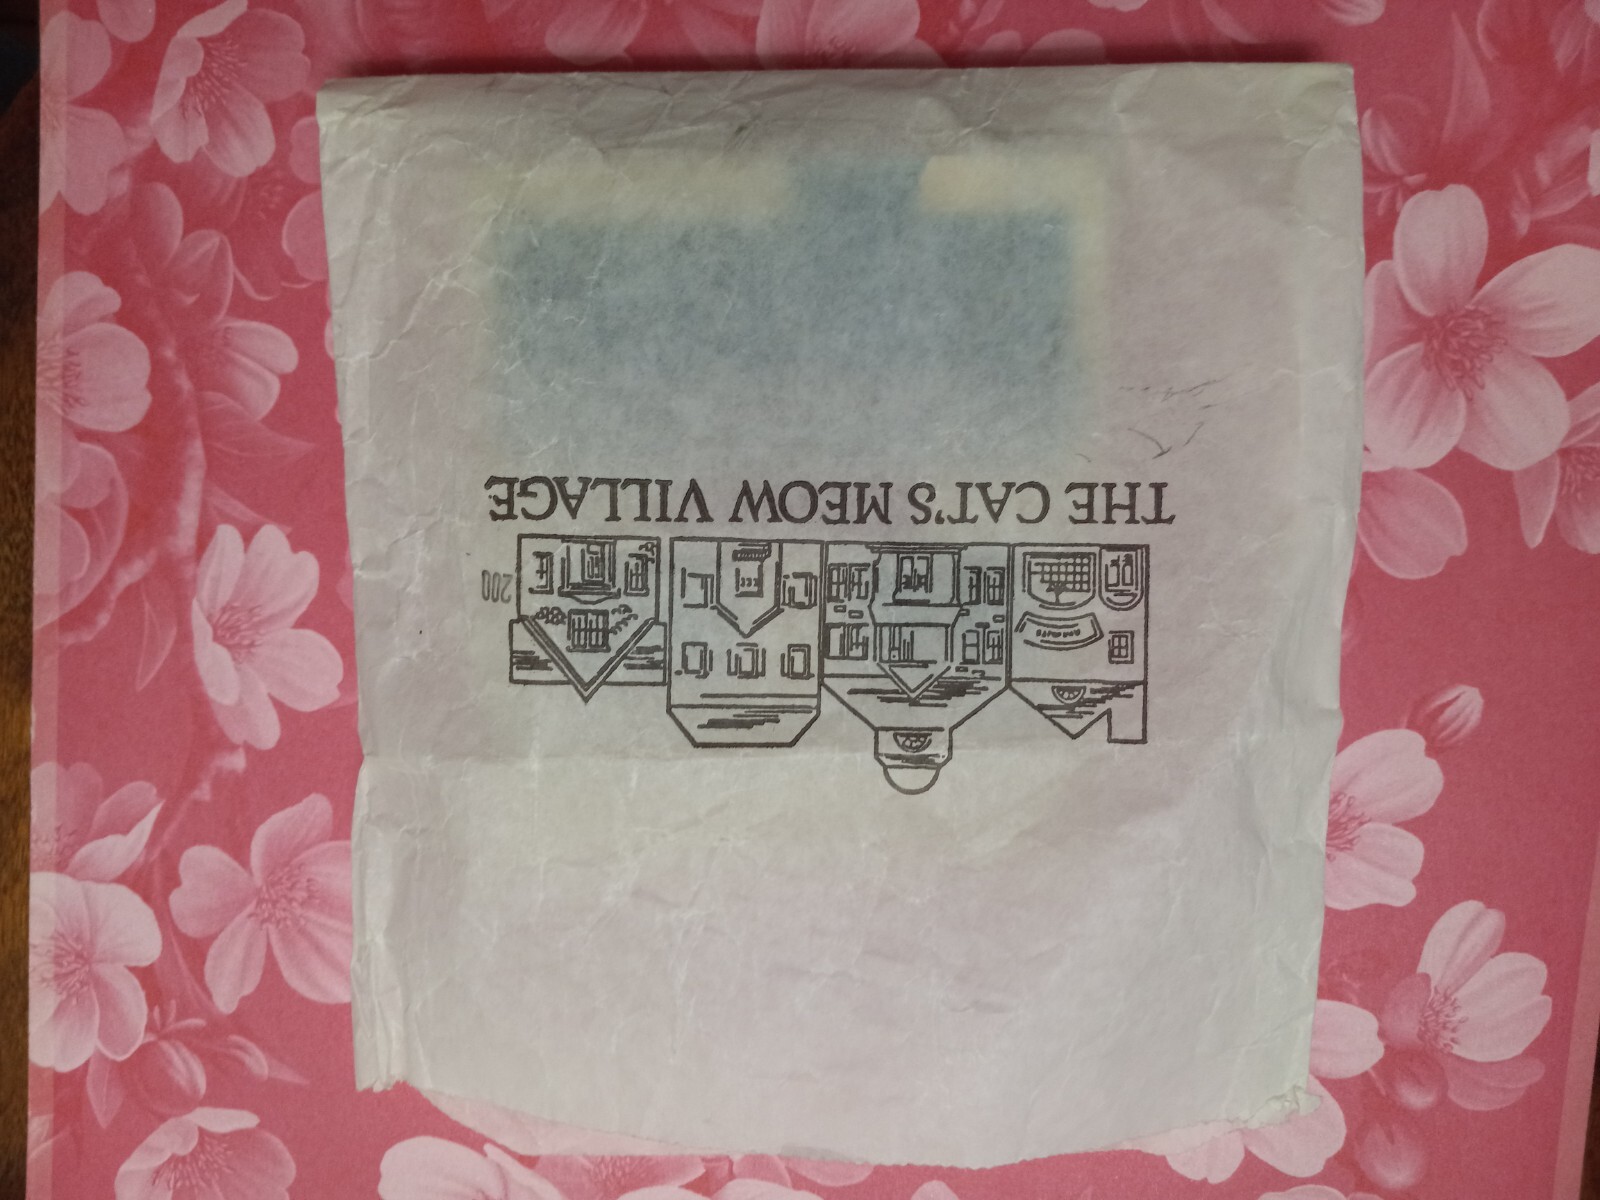 200
THE CAT'S MEOW VILLAGE